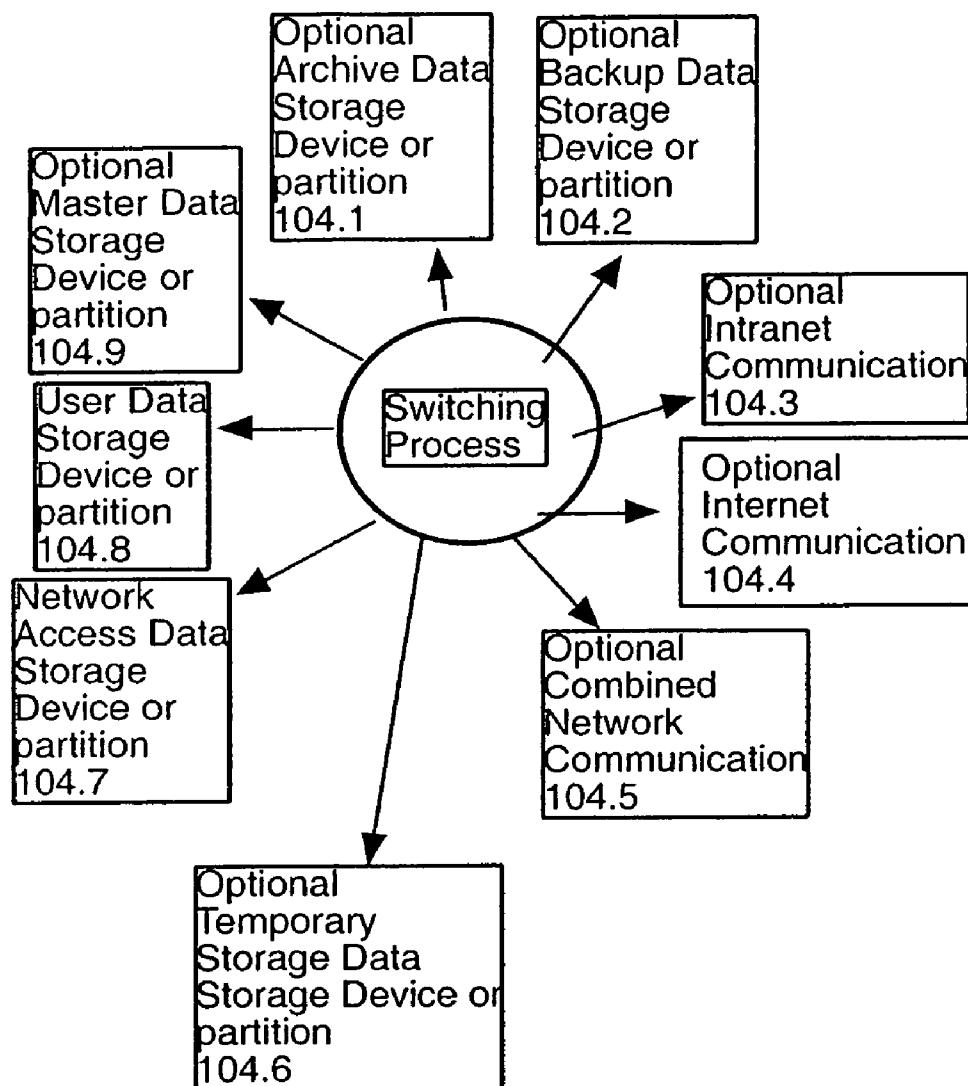 Optional
Archive Data
Storage
Device or
partition
104.1
Optional
Backup Data
Storage
Device or
partition
104.2
Optional
Master Data
Storage
Device or
partition
104.9
Optional
Intranet
Communication
104.3
User Data
Storage
Device or
partition
104.8
Switching
Process
Optional
Internet
Communication
104.4
Network
Access Data
Storage
Device or
partition
104.7
Optional
Combined
Network
Communication
104.5
Optional
Temporary
Storage Data
Storage Device or
partition
104.6